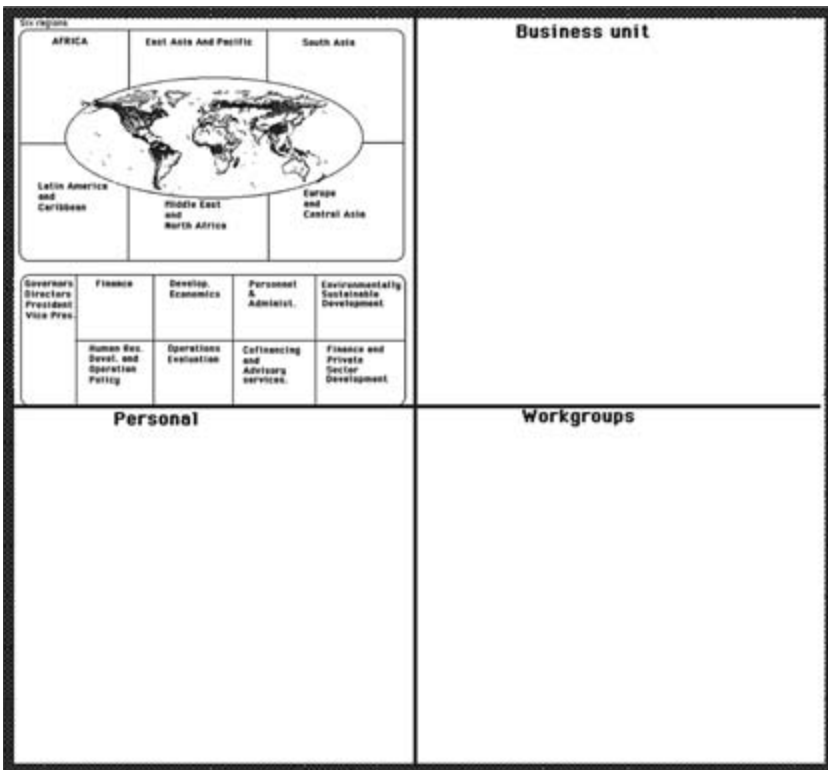 Six regions
AFRICA
East Asia And Pacific
South Asia
Latin America
and
Caribbean
Middle East
and
North Africa
Europe
and
Central Asia
Governors
Directors
President
Vice Pres.
Finance
Develop.
Economics
Personnel
&
Administ.
Environmentally
Sustainable
Development
Human Res.
Devel. and
Operation
Policy
Operations
Evaluation
Cofinancing
and
Advisory
services.
Finance and
Private
Sector
Development
Business unit
Personal
Workgroups